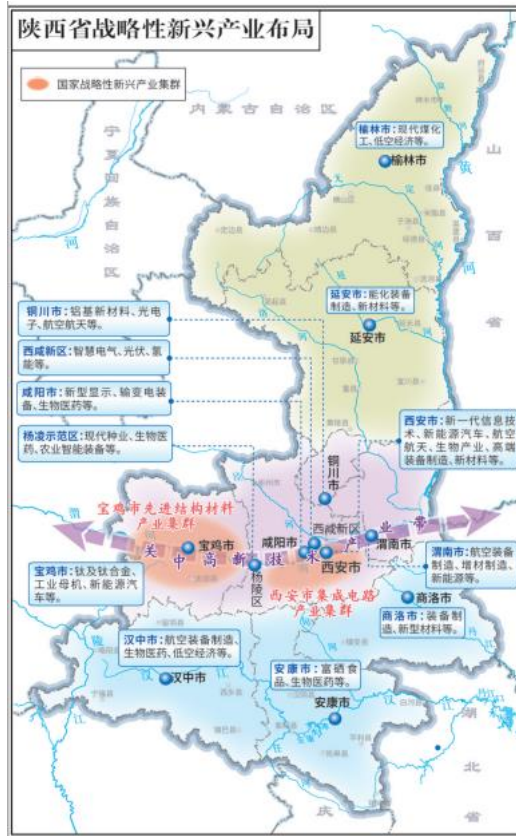 陕西省战略性新兴产业布局
国家战略性新兴产业集群
内蒙古自治区
宁夏回族自治区
山西省
黄
河
榆林市：现代煤化
工、低空经济等。
榆林市
无
定
河
延安市：能化装备
制造、新材料等。
延安市
铜川市：铝基新材料、光电
子、航空航天等。
西咸新区：智慧电气、光伏、氢
能等。
咸阳市：新型显示、输变电装
备、生物医药等。
杨凌示范区：现代种业、生物医
药、农业智能装备等。
西安市：新一代信息技
术、新能源汽车、航空
航天、生物产业、高端
装备制造、新材料等。
铜川市
宝鸡市先进结构材料
产业集群
西咸新区
咸阳市
宝鸡市
渭南市
西安市
关中高新技术产业带
杨陵区
西安市集成电路
产业集群
宝鸡市：钛及钛合金、
工业母机、新能源汽
车等。
渭南市：航空装备
制造、增材制造、
新能源等。
商洛市
商洛市：装备制
造、新型材料等。
汉中市：航空装备制造、
生物医药、低空经济等。
汉中市
安康市：富硒食
品、生物医药等。
安康市
湖
北
省
庆